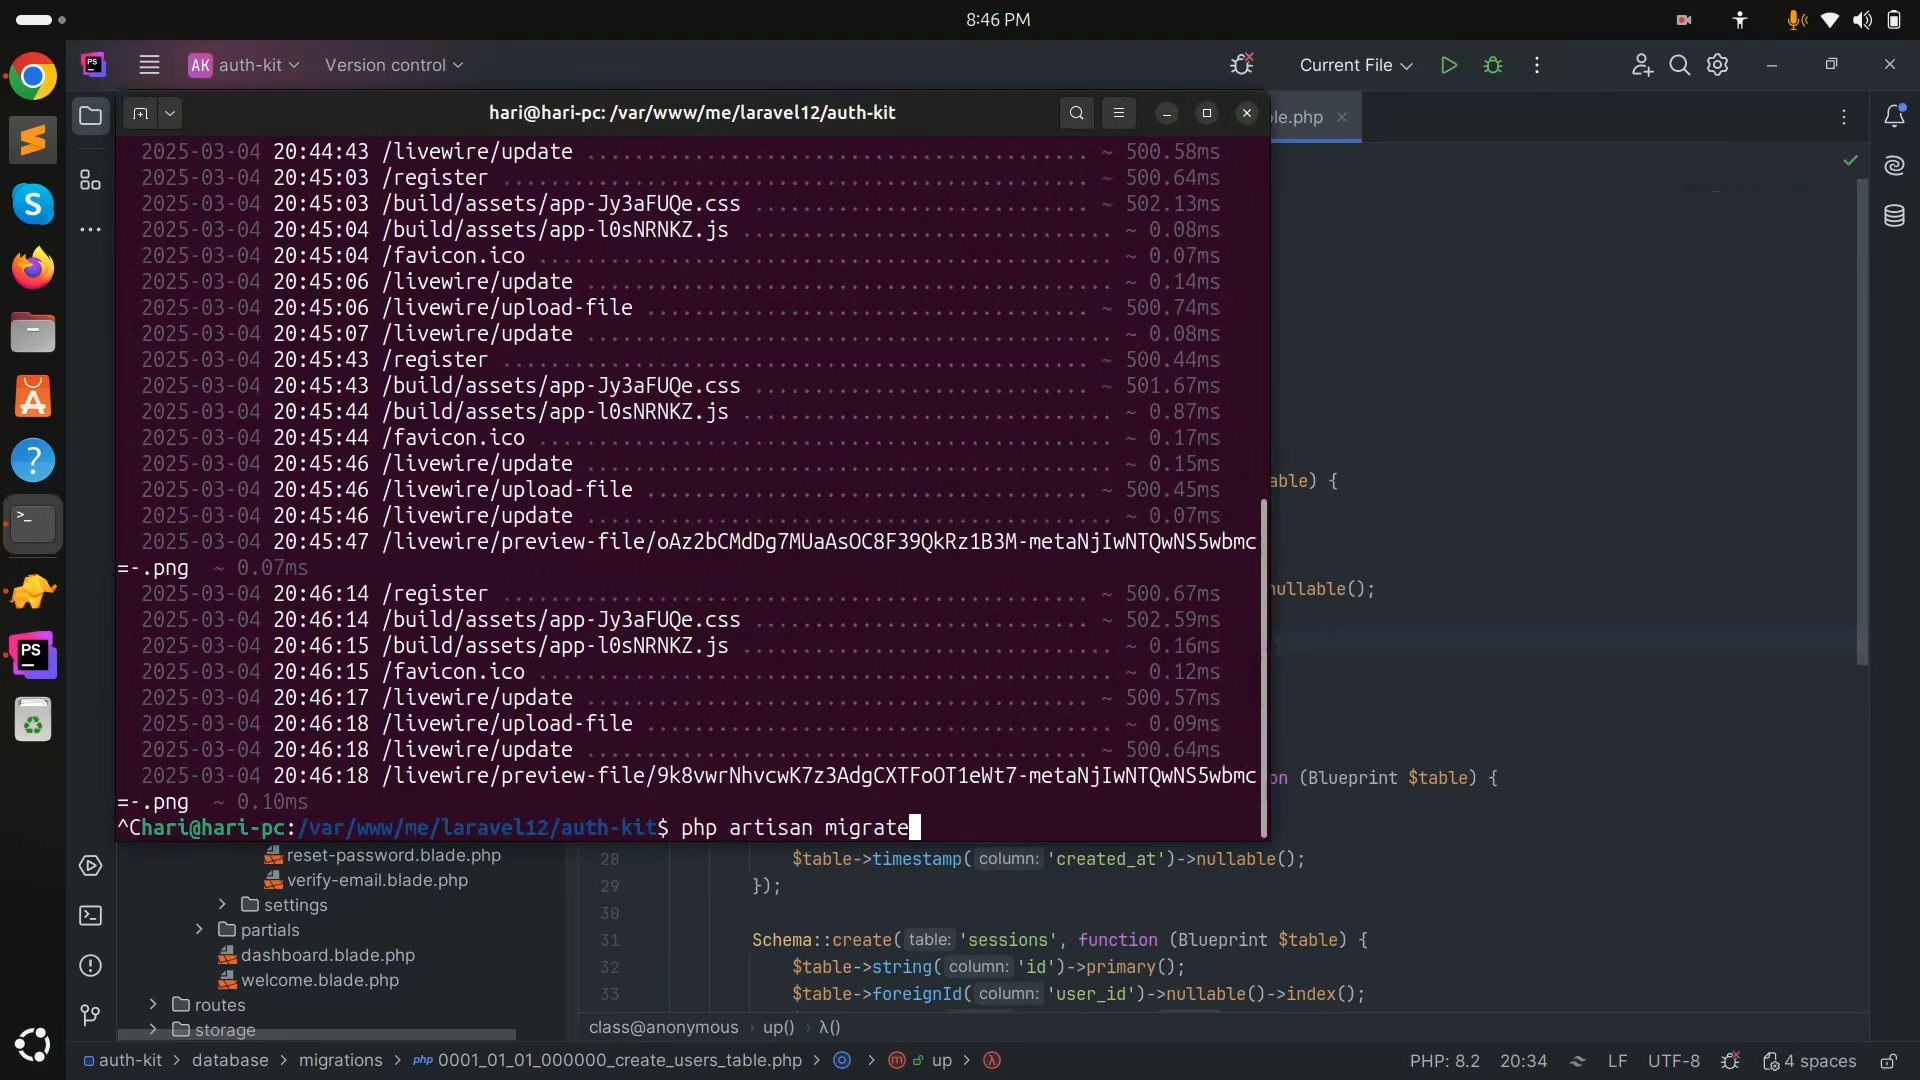 8:46 PM
AK auth-kit Version control Current File
hari@hari-pc: /var/www/me/laravel12/auth-kit
le.php
2025-03-04 20:44:43 /livewire/update ~ 500.58ms
2025-03-04 20:45:03 /register ~ 500.64ms
2025-03-04 20:45:03 /build/assets/app-Jy3aFUQe.css ~ 502.13ms
2025-03-04 20:45:04 /build/assets/app-l0sNRNKZ.js ~ 0.08ms
2025-03-04 20:45:04 /favicon.ico ~ 0.07ms
2025-03-04 20:45:06 /livewire/update ~ 0.14ms
2025-03-04 20:45:06 /livewire/upload-file ~ 500.74ms
2025-03-04 20:45:07 /livewire/update ~ 0.08ms
2025-03-04 20:45:43 /register ~ 500.44ms
2025-03-04 20:45:43 /build/assets/app-Jy3aFUQe.css ~ 501.67ms
2025-03-04 20:45:44 /build/assets/app-l0sNRNKZ.js ~ 0.87ms
2025-03-04 20:45:44 /favicon.ico ~ 0.17ms
2025-03-04 20:45:46 /livewire/update ~ 0.15ms
able) {
2025-03-04 20:45:46 /livewire/upload-file ~ 500.45ms
2025-03-04 20:45:46 /livewire/update ~ 0.07ms
2025-03-04 20:45:47 /livewire/preview-file/oAz2bCMdDg7MUaAsOC8F39QkRz1B3M-metaNjIwNTQwNS5wbmc
=-.png ~ 0.07ms
nullable();
2025-03-04 20:46:14 /register ~ 500.67ms
2025-03-04 20:46:14 /build/assets/app-Jy3aFUQe.css ~ 502.59ms
2025-03-04 20:46:15 /build/assets/app-l0sNRNKZ.js ~ 0.16ms
2025-03-04 20:46:15 /favicon.ico ~ 0.12ms
2025-03-04 20:46:17 /livewire/update ~ 500.57ms
2025-03-04 20:46:18 /livewire/upload-file ~ 0.09ms
2025-03-04 20:46:18 /livewire/update ~ 500.64ms
2025-03-04 20:46:18 /livewire/preview-file/9k8vwrNhvcwK7z3AdgCXTFoOT1eWt7-metaNjIwNTQwNS5wbmc
on (Blueprint $table) {
=-.png ~ 0.10ms
^Chari@hari-pc:/var/www/me/laravel12/auth-kit$ php artisan migrate
reset-password.blade.php
verify-email.blade.php
settings
partials
dashboard.blade.php
welcome.blade.php
routes
storage
28 $table->timestamp( column: 'created_at')->nullable();
29 });
30
31 Schema::create( table: 'sessions', function (Blueprint $table) {
32 $table->string( column: 'id')->primary();
33 $table->foreignId( column: 'user_id')->nullable()->index();
class@anonymous › up() › λ()
auth-kit > database > migrations > php 0001_01_01_000000_create_users_table.php > > m up > λ
PHP: 8.2 20:34 LF UTF-8 4 spaces